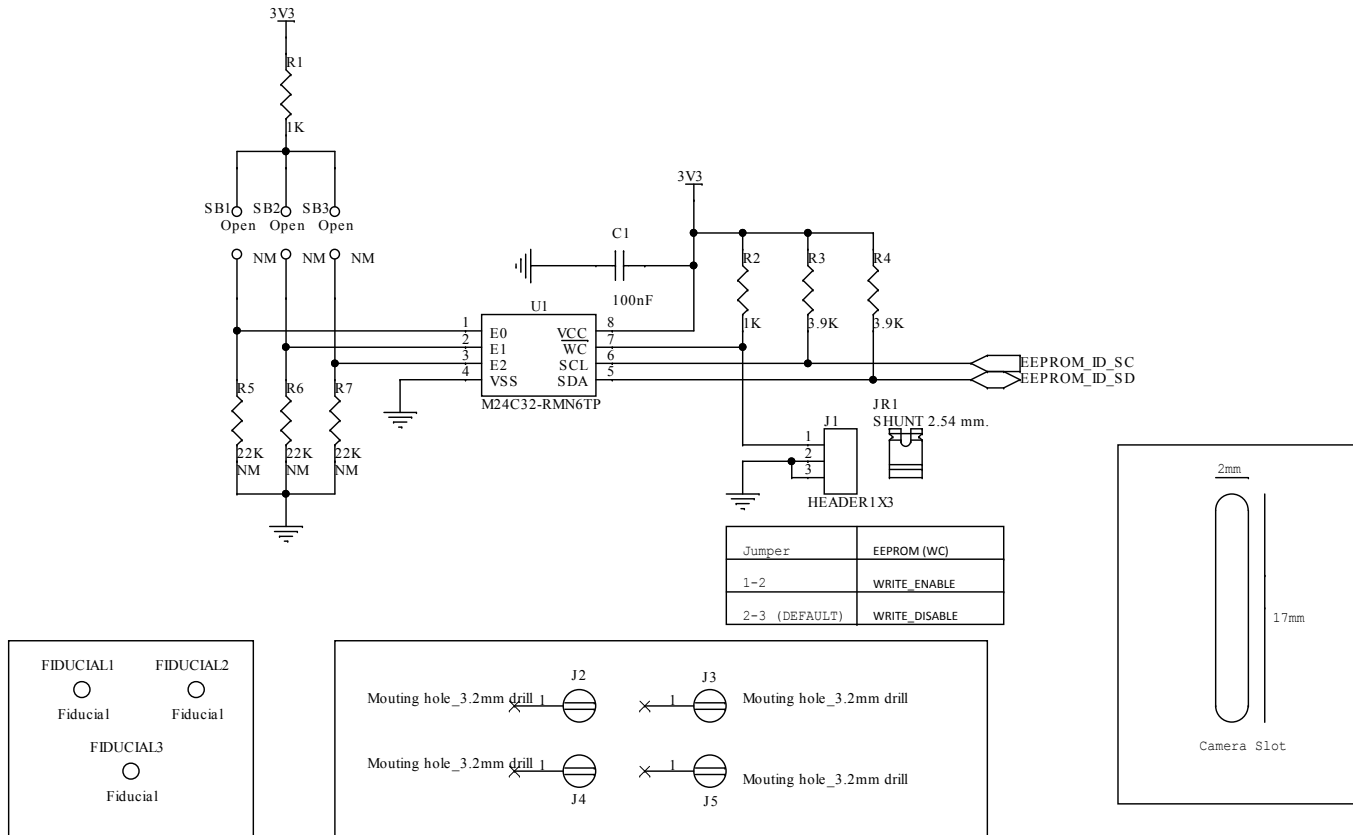 3V3
R1
1K
SB1
SB2
SB3
Open
Open
Open
NM
NM
NM
3V3
C1
100nF
R2
R3
R4
1K
3.9K
3.9K
U1
1
2
3
4
E0
E1
E2
VSS
VCC
WC
SCL
SDA
8
7
6
5
M24C32-RMN6TP
EEPROM_ID_SC
EEPROM_ID_SD
R5
R6
R7
22K
22K
22K
NM
NM
NM
J1
1
2
3
HEADER1X3
JR1
SHUNT 2.54 mm.
Jumper EEPROM (WC)
1-2 WRITE_ENABLE
2-3 (DEFAULT) WRITE_DISABLE
2mm
17mm
Camera Slot
FIDUCIAL1
Fiducial
FIDUCIAL2
Fiducial
FIDUCIAL3
Fiducial
J2
Mouting hole_3.2mm drill
1
J3
1
Mouting hole_3.2mm drill
Mouting hole_3.2mm drill
1
J4
1
Mouting hole_3.2mm drill
J5